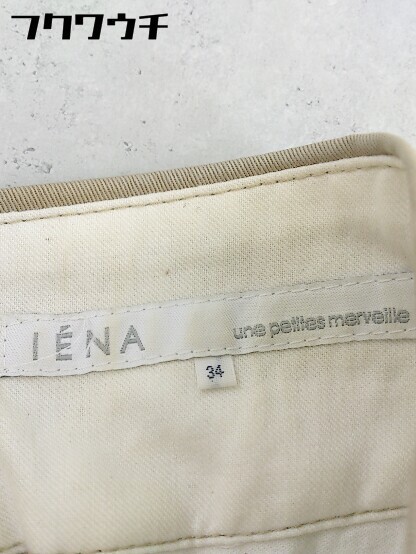 フクワウチ
IÉNA
une petites merveille
34